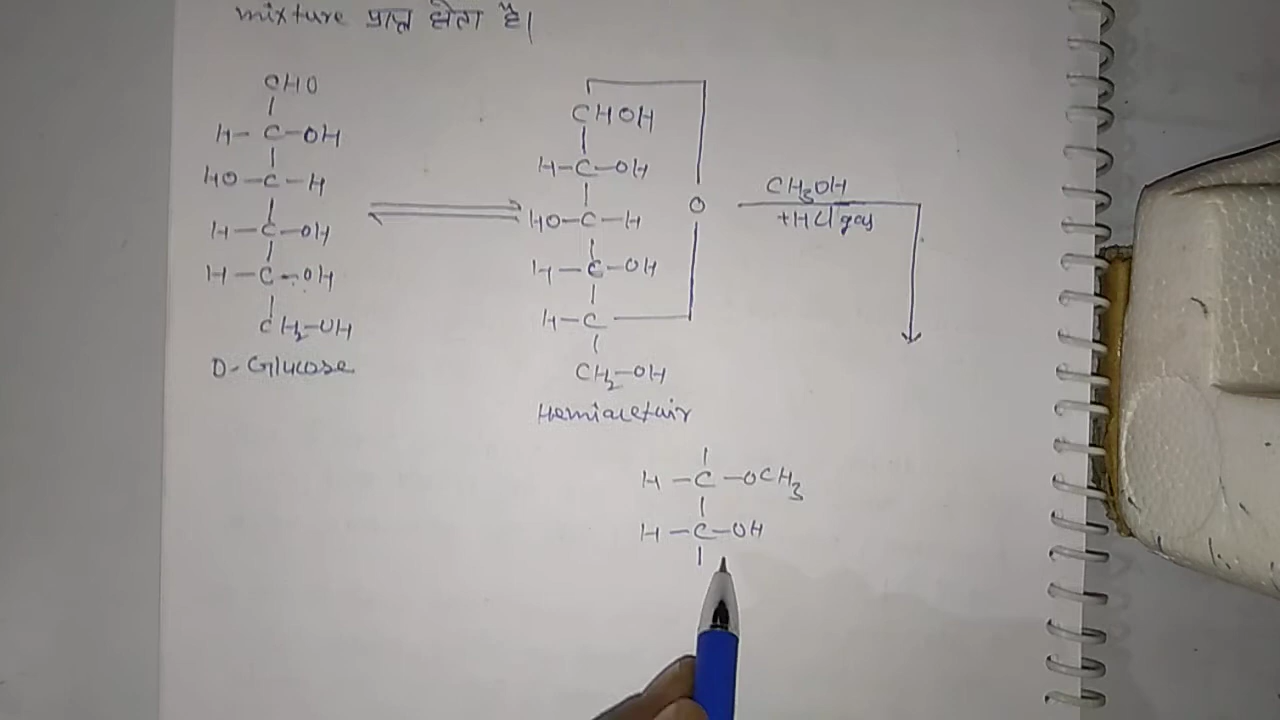 mixture प्राप्त होता है।
CHO
H-C-OH
HO-C-H
H-C-OH
H-C-OH
CH2-OH
D-Glucose
CHOH
H-C-OH
HO-C-H
H-C-OH
H-C
CH2-OH
O
CH3OH
+HCl gas
H-C-OCH3
H-C-OH